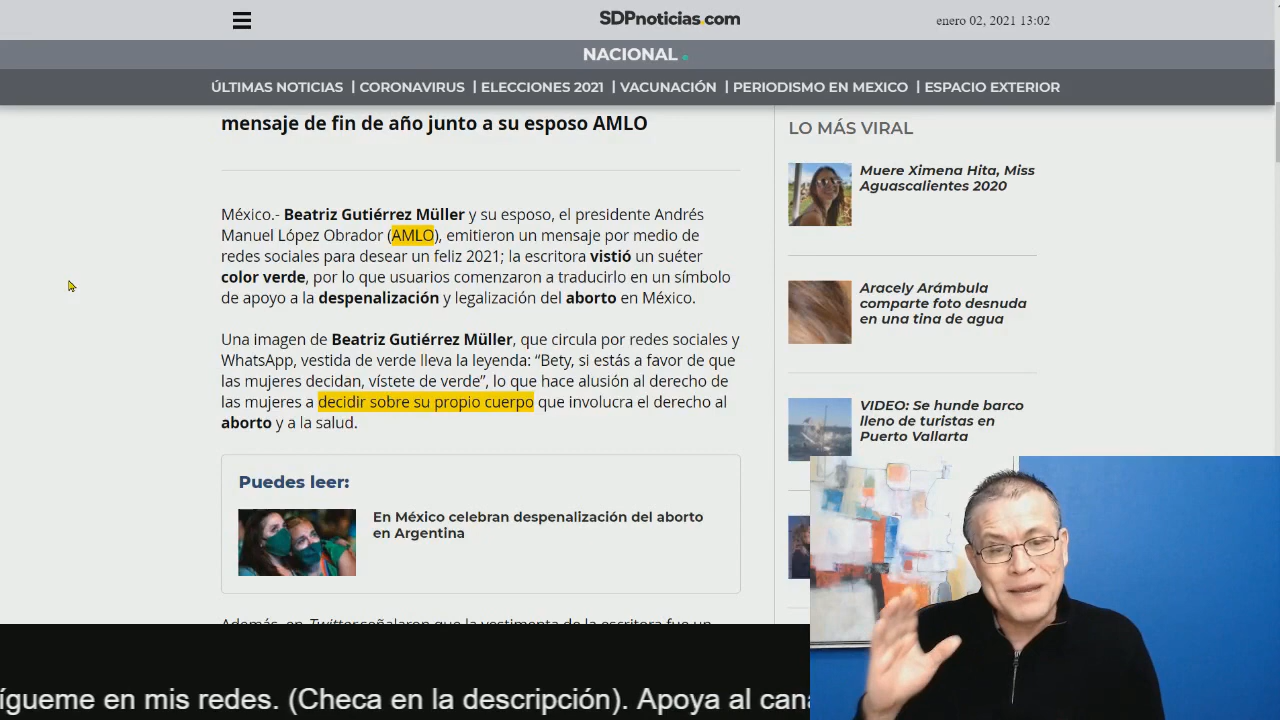 SDPnoticias.com
enero 02, 2021 13:02
NACIONAL
ÚLTIMAS NOTICIAS | CORONAVIRUS | ELECCIONES 2021 | VACUNACIÓN | PERIODISMO EN MEXICO | ESPACIO EXTERIOR
mensaje de fin de año junto a su esposo AMLO
México.- Beatriz Gutiérrez Müller y su esposo, el presidente Andrés
Manuel López Obrador (AMLO), emitieron un mensaje por medio de
redes sociales para desear un feliz 2021; la escritora vistió un suéter
color verde, por lo que usuarios comenzaron a traducirlo en un símbolo
de apoyo a la despenalización y legalización del aborto en México.
Una imagen de Beatriz Gutiérrez Müller, que circula por redes sociales y
WhatsApp, vestida de verde lleva la leyenda: “Bety, si estás a favor de que
las mujeres decidan, vístete de verde”, lo que hace alusión al derecho de
las mujeres a decidir sobre su propio cuerpo que involucra el derecho al
aborto y a la salud.
Puedes leer:
En México celebran despenalización del aborto
en Argentina
Además, en Twitter señalaron que la vestimenta de la escritora fue un
LO MÁS VIRAL
Muere Ximena Hita, Miss
Aguascalientes 2020
Aracely Arámbula
comparte foto desnuda
en una tina de agua
VIDEO: Se hunde barco
lleno de turistas en
Puerto Vallarta
ígueme en mis redes. (Checa en la descripción). Apoya al cana